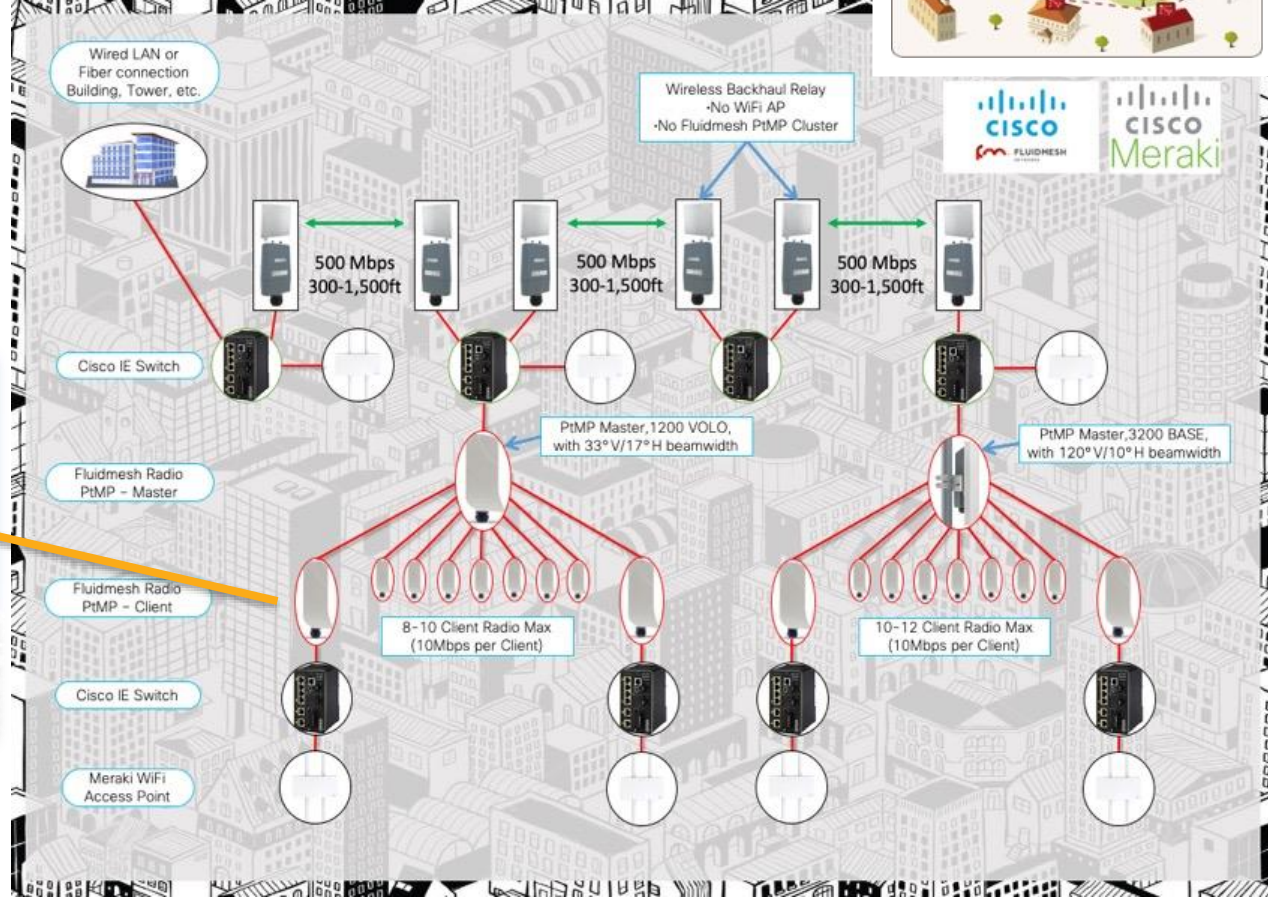 Wired LAN or
Fiber connection
Building, Tower, etc.
Wireless Backhaul Relay
•No WiFi AP
•No Fluidmesh PtMP Cluster
CISCO
FLUIDMESH
NETWORKS
CISCO
Meraki
500 Mbps
300-1,500ft
500 Mbps
300-1,500ft
500 Mbps
300-1,500ft
Cisco IE Switch
PtMP Master,1200 VOLO,
with 33°V/17°H beamwidth
PtMP Master,3200 BASE,
with 120°V/10°H beamwidth
Fluidmesh Radio
PtMP - Master
Fluidmesh Radio
PtMP - Client
8-10 Client Radio Max
(10Mbps per Client)
10-12 Client Radio Max
(10Mbps per Client)
Cisco IE Switch
Meraki WiFi
Access Point